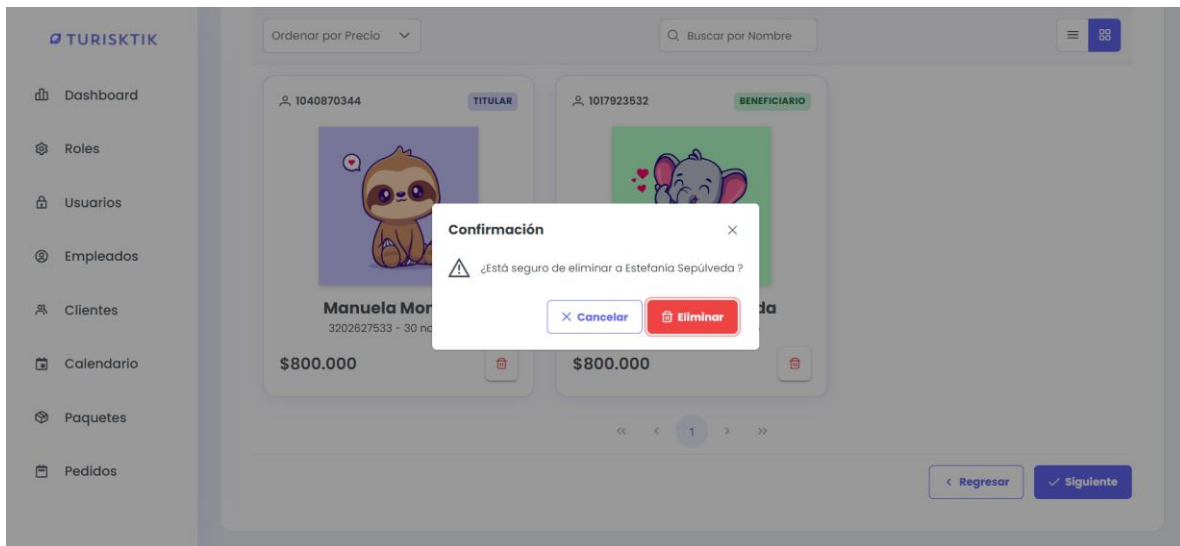 TURISKTIK
Dashboard
Roles
Usuarios
Empleados
Clientes
Calendario
Paquetes
Pedidos
Ordenar por Precio
Buscar por Nombre
1040870344 TITULAR
1017923532 BENEFICIARIO
Confirmación
¿Está seguro de eliminar a Estefanía Sepúlveda ?
Cancelar Eliminar
Manuela Mor
3202627533 - 30 no
da
$800.000
$800.000
<< < 1 > >>
< Regresar
Siguiente